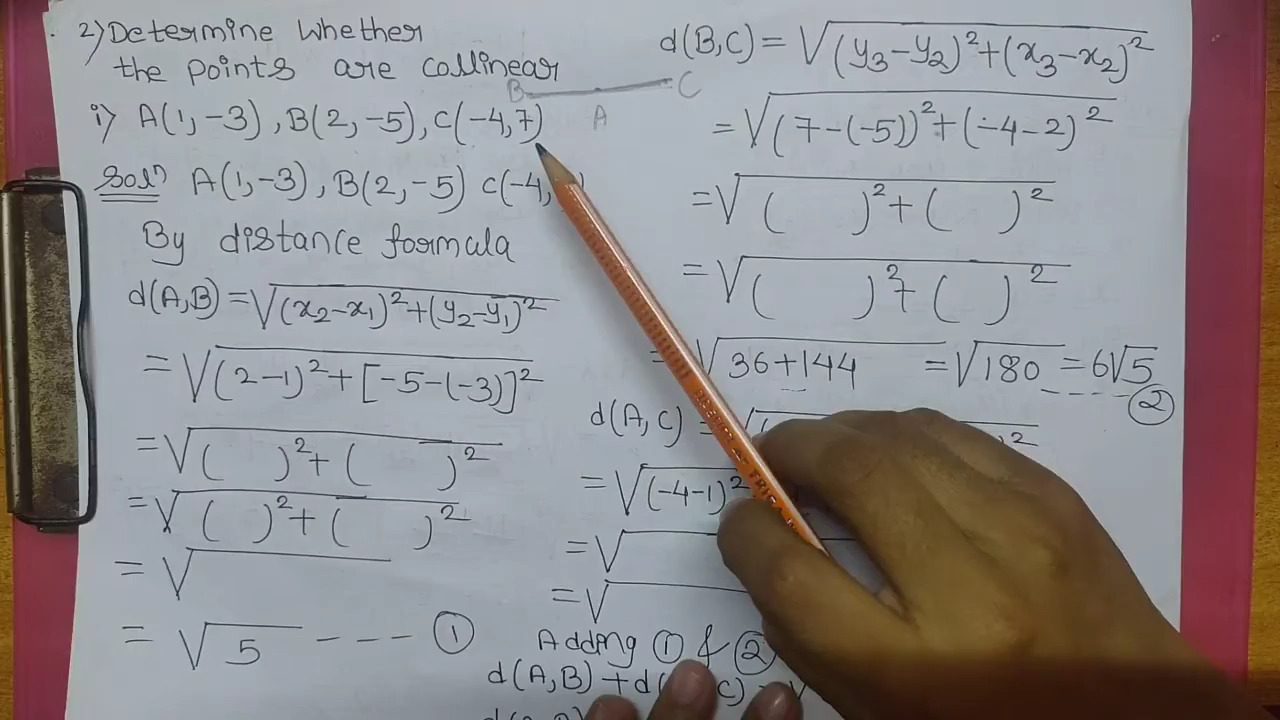 2) Determine whether
the points are collinear
B C
i) A(1, -3), B(2, -5), C(-4, 7) A
Solⁿ A(1, -3), B(2, -5) C(-4,
By distance formula
d(A,B) = √(x₂-x₁)²+(y₂-y₁)²
= √(2-1)²+[-5-(-3)]²
= √( )²+( )²
= √( )²+( )²
= √
= √5 ---- ①
d(B,C) = √(y₃-y₂)²+(x₃-x₂)²
= √(7-(-5))²+(-4-2)²
= √( )²+( )²
= √( )²+( )²
= √36+144 = √180 = 6√5
---- ②
d(A,C) = √( )²
= √(-4-1)²
= √
= √
Adding ① & ②
d(A,B)+d( C) = √